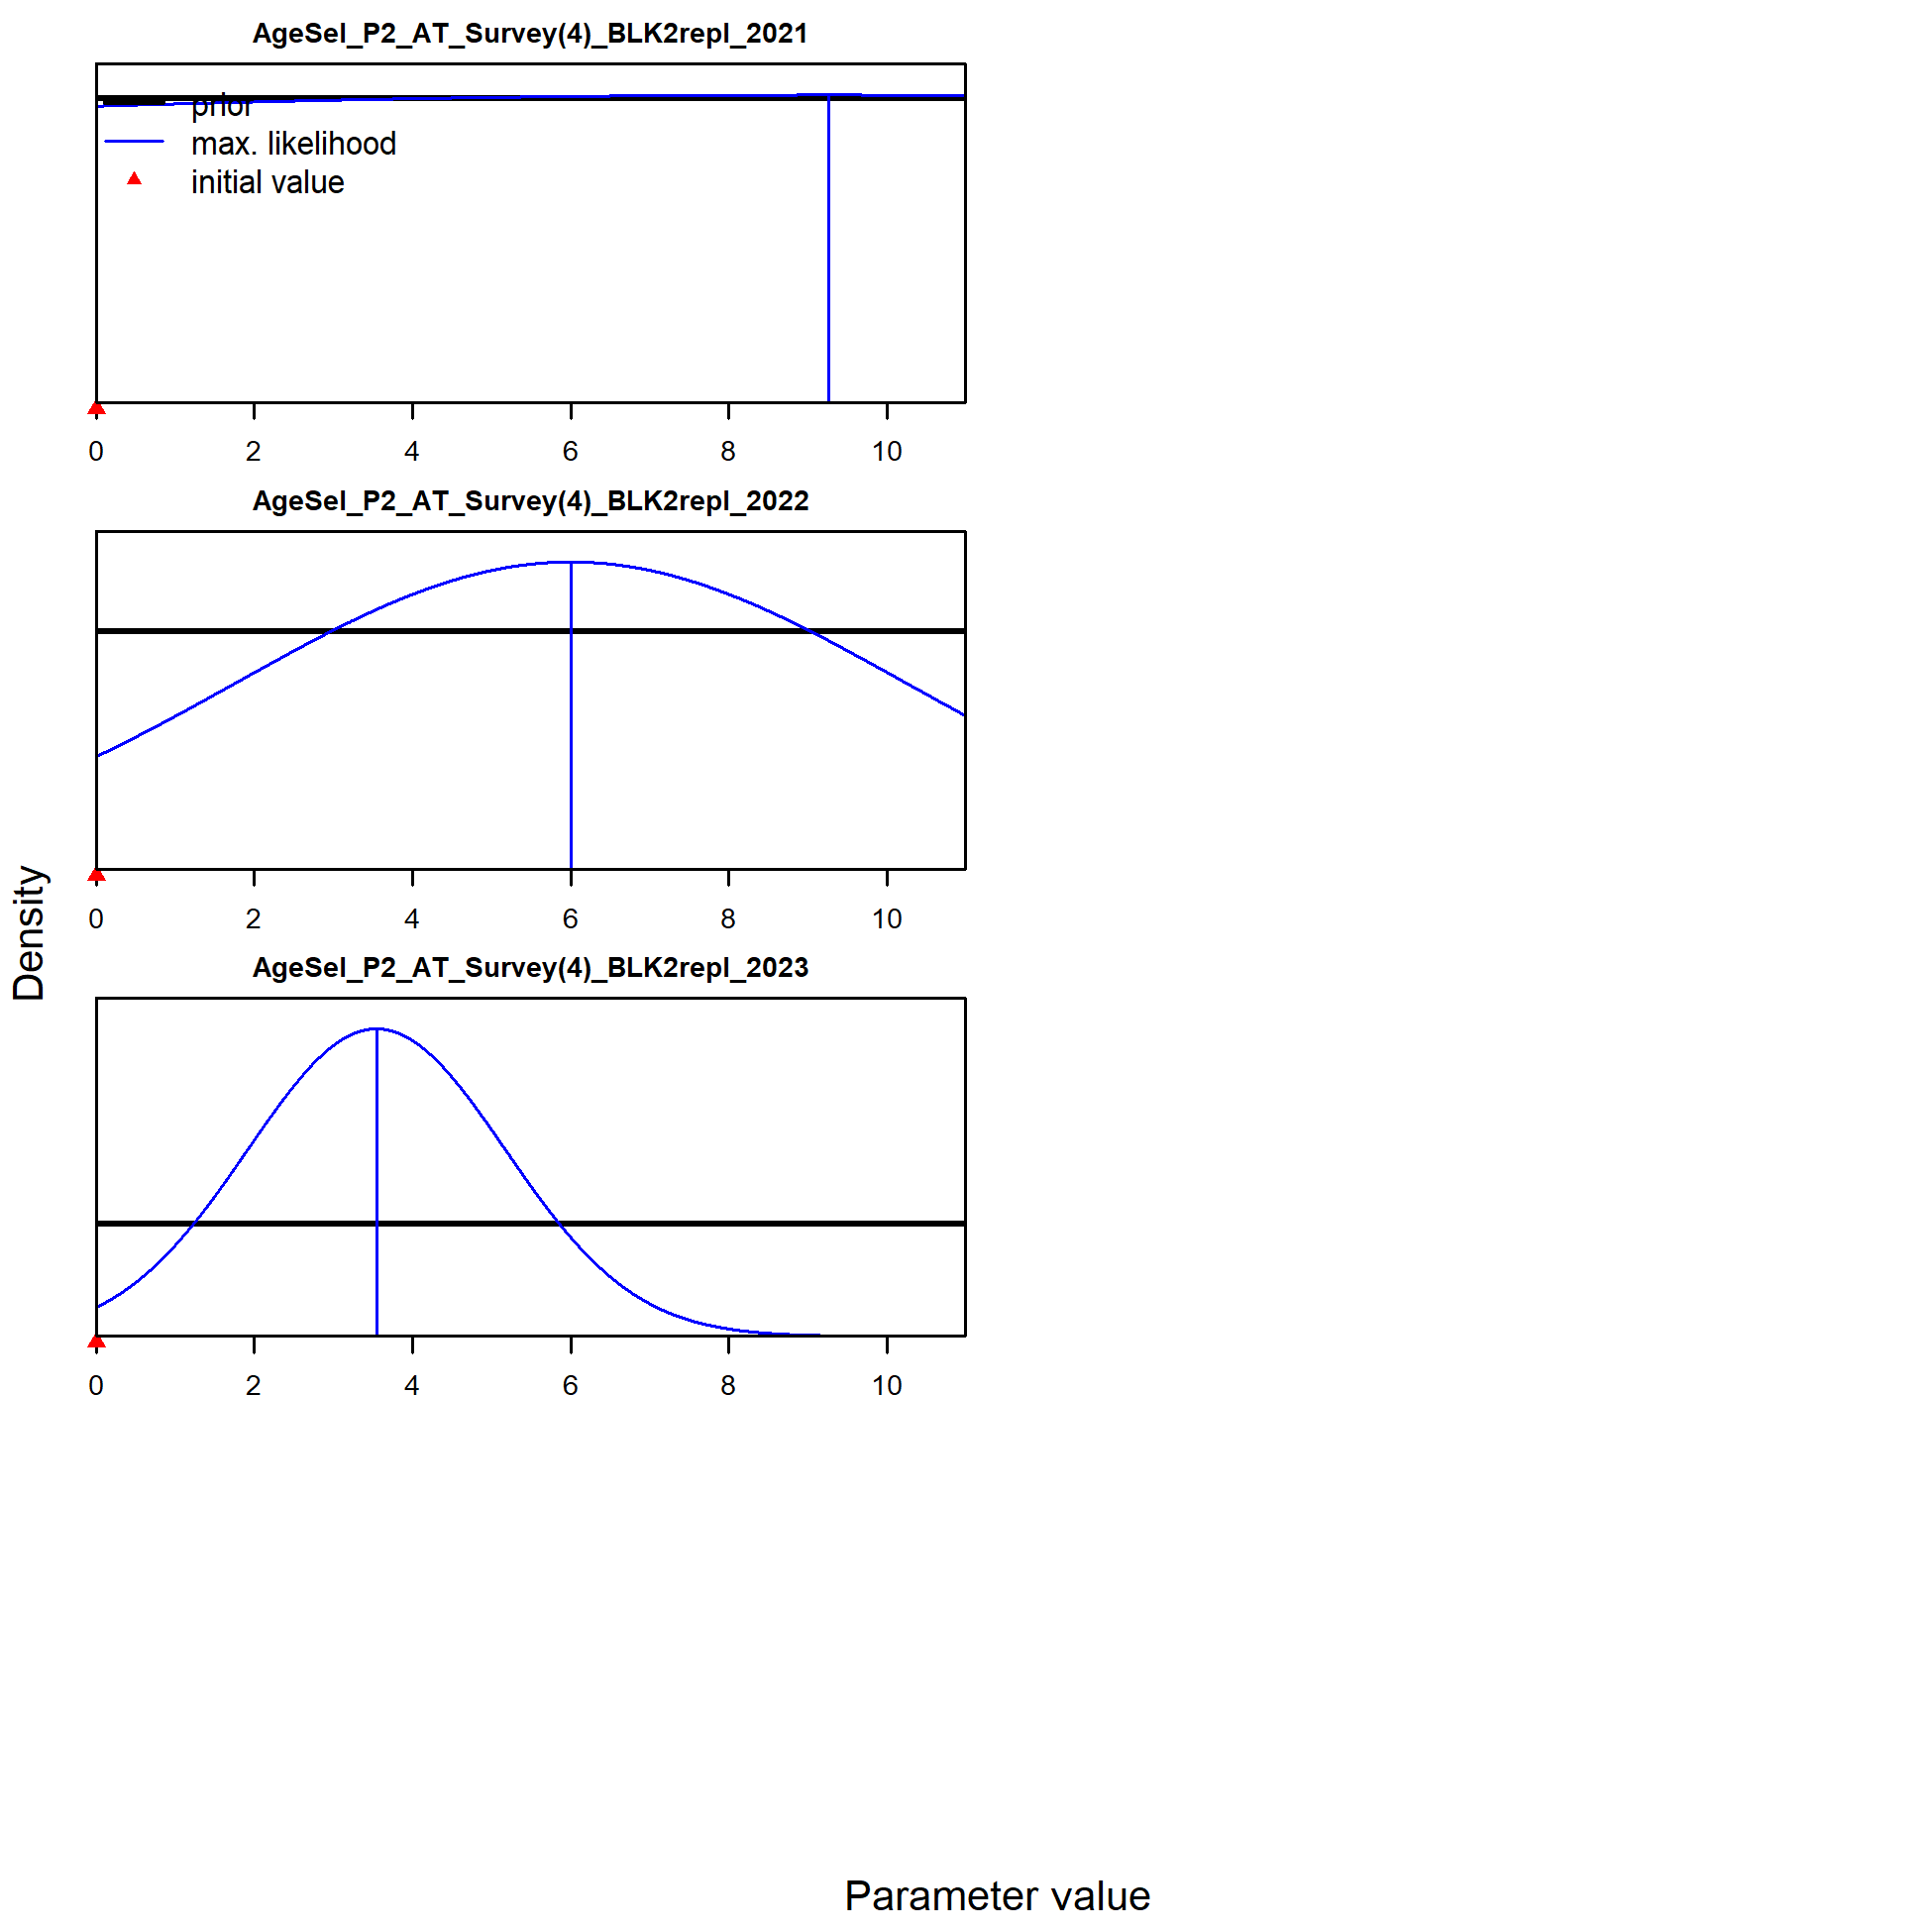 AgeSel_P2_AT_Survey(4)_BLK2repl_2021
prior
max. likelihood
initial value
0 2 4 6 8 10
AgeSel_P2_AT_Survey(4)_BLK2repl_2022
0 2 4 6 8 10
AgeSel_P2_AT_Survey(4)_BLK2repl_2023
0 2 4 6 8 10
Density
Parameter value